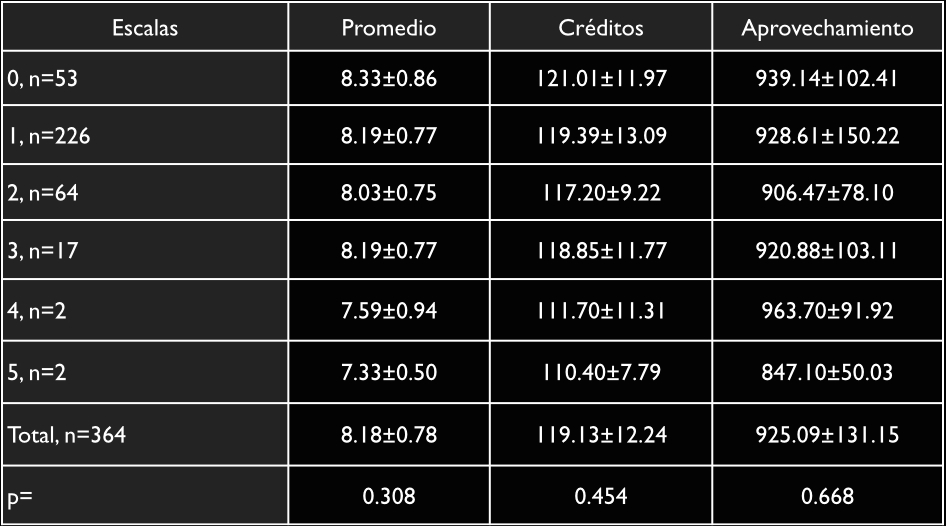 Escalas Promedio Créditos Aprovechamiento
0, n=53 8.33±0.86 121.01±11.97 939.14±102.41
1, n=226 8.19±0.77 119.39±13.09 928.61±150.22
2, n=64 8.03±0.75 117.20±9.22 906.47±78.10
3, n=17 8.19±0.77 118.85±11.77 920.88±103.11
4, n=2 7.59±0.94 111.70±11.31 963.70±91.92
5, n=2 7.33±0.50 110.40±7.79 847.10±50.03
Total, n=364 8.18±0.78 119.13±12.24 925.09±131.15
p= 0.308 0.454 0.668